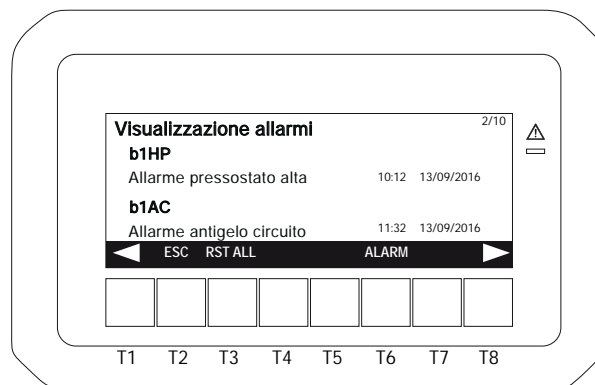 Visualizzazione allarmi 2/10
b1HP
Allarme pressostato alta 10:12 13/09/2016
b1AC
Allarme antigelo circuito 11:32 13/09/2016
ESC RST ALL ALARM
T1 T2 T3 T4 T5 T6 T7 T8